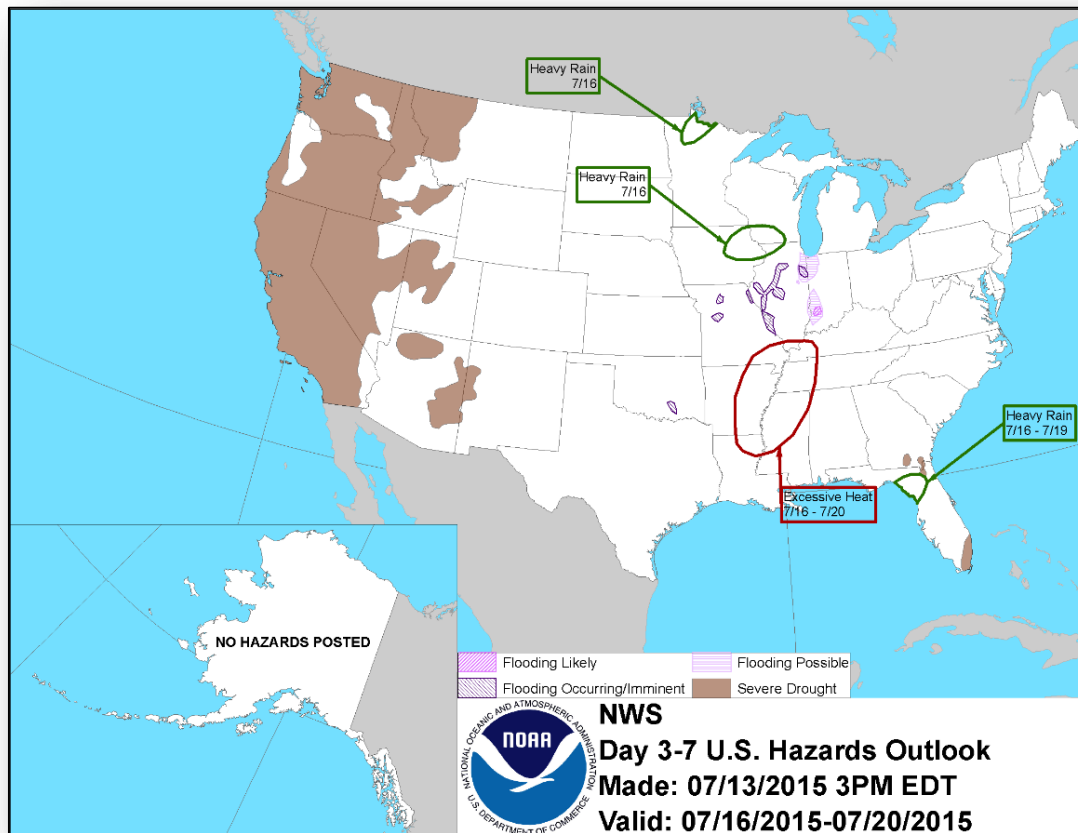 Heavy Rain
7/16
Heavy Rain
7/16
Heavy Rain
7/16 - 7/19
Excessive Heat
7/16 - 7/20
NO HAZARDS POSTED
Flooding Likely
Flooding Possible
Flooding Occurring/Imminent
Severe Drought
NATIONAL OCEANIC AND ATMOSPHERIC ADMINISTRATION
NOAA
U.S. DEPARTMENT OF COMMERCE
NWS
Day 3-7 U.S. Hazards Outlook
Made: 07/13/2015 3PM EDT
Valid: 07/16/2015-07/20/2015